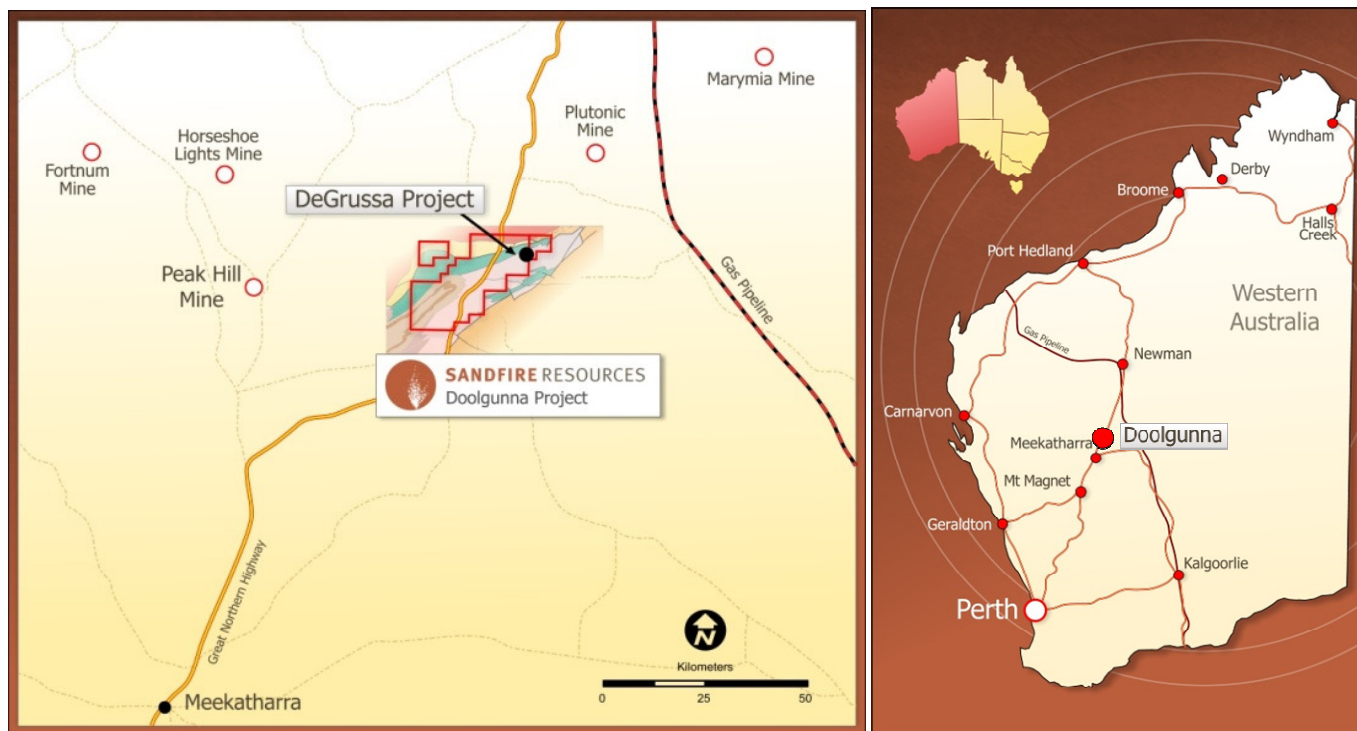 Marymia Mine
Plutonic
Mine
Horseshoe
Lights Mine
Fortnum
Mine
DeGrussa Project
Peak Hill
Mine
Gas Pipeline
SANDFIRE RESOURCES
Doolgunna Project
Great Northern Highway
N
Kilometers
0 25 50
Meekatharra
Wyndham
Derby
Broome
Halls
Creek
Port Hedland
Western
Australia
Gas Pipeline
Newman
Carnarvon
Doolgunna
Meekatharra
Mt Magnet
Geraldton
Kalgoorlie
Perth